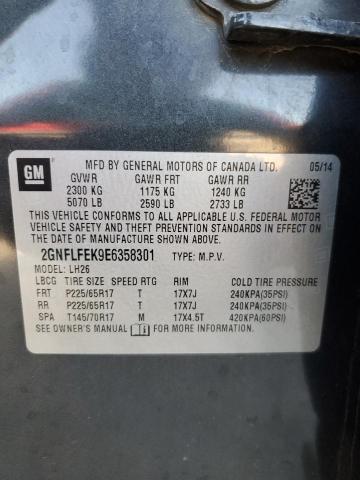 GM
MFD BY GENERAL MOTORS OF CANADA LTD. 05/14
GVWR GAWR FRT GAWR RR
2300 KG 1175 KG 1240 KG
5070 LB 2590 LB 2733 LB
THIS VEHICLE CONFORMS TO ALL APPLICABLE U.S. FEDERAL MOTOR
VEHICLE SAFETY, BUMPER, AND THEFT PREVENTION STANDARDS
IN EFFECT ON THE DATE OF MANUFACTURE SHOWN ABOVE.
2GNFLFEK9E6358301 TYPE: M.P.V.
MODEL: LH26
LBCG TIRE SIZE SPEED RTG RIM COLD TIRE PRESSURE
FRT P225/65R17 T 17X7J 240KPA(35PSI)
RR P225/65R17 T 17X7J 240KPA(35PSI)
SPA T145/70R17 M 17X4.5T 420KPA(60PSI)
SEE OWNER'S MANUAL FOR MORE INFORMATION.